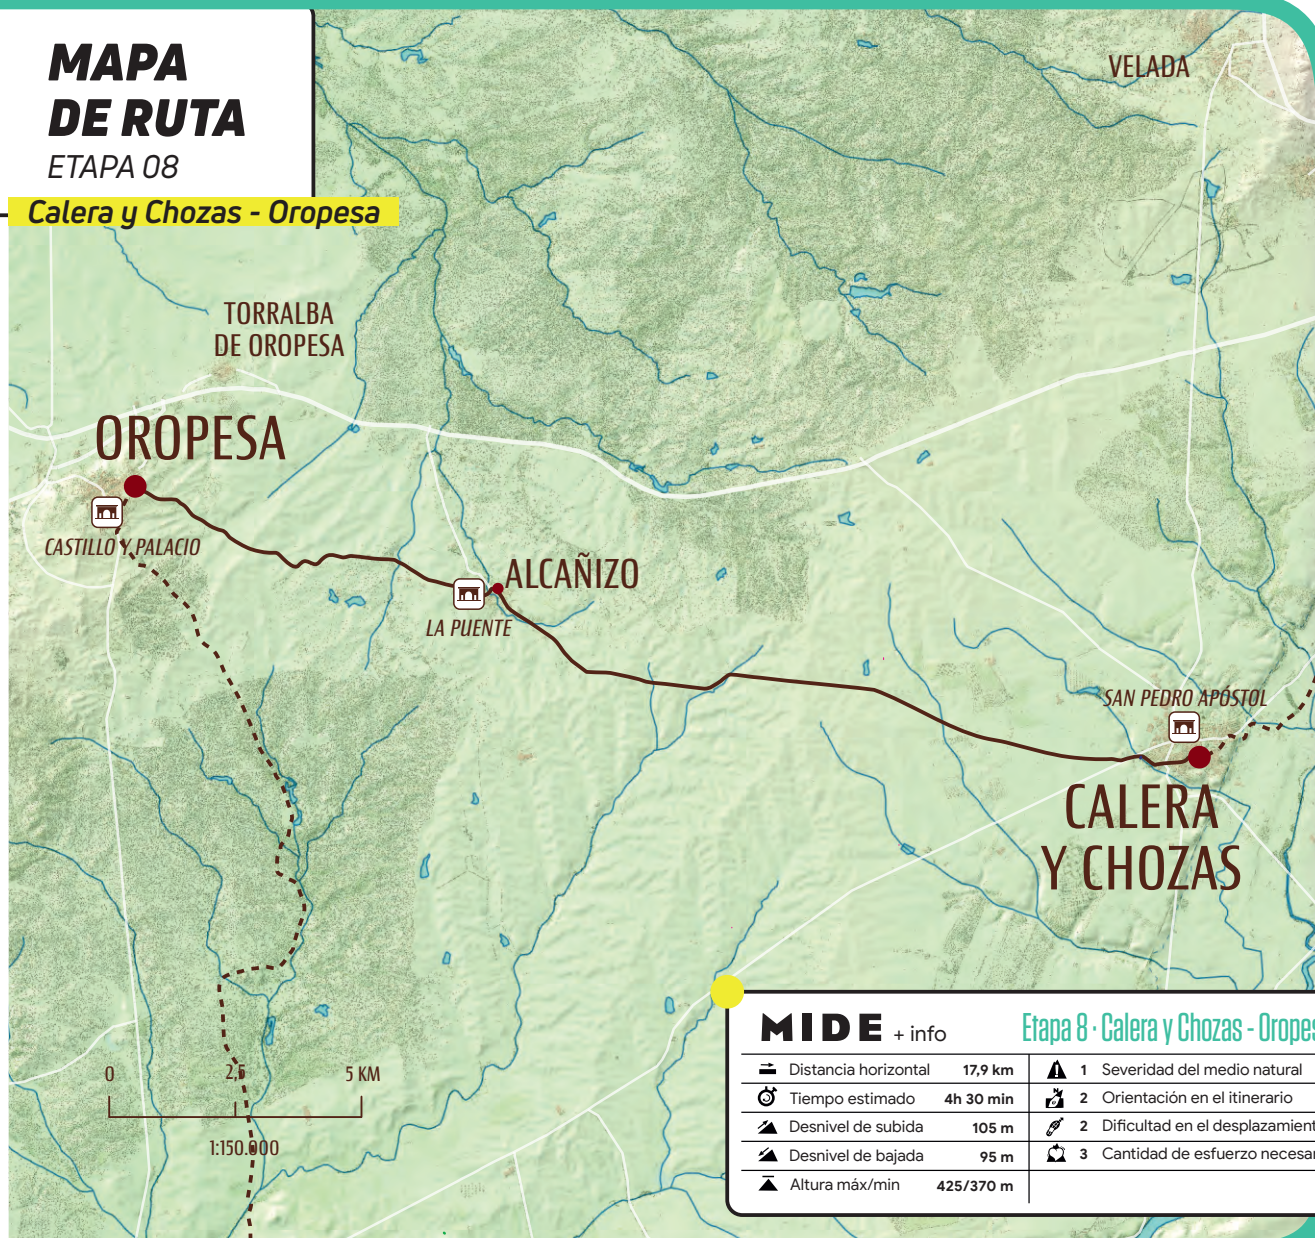 MAPA
DE RUTA
ETAPA 08
Calera y Chozas - Oropesa
VELADA
TORRALBA
DE OROPESA
OROPESA
CASTILLO Y PALACIO
ALCAÑIZO
LA PUENTE
SAN PEDRO APÓSTOL
CALERA
Y CHOZAS
0 2,5 5 KM
1:150.000
MIDE + info
Etapa 8 · Calera y Chozas - Oropes
Distancia horizontal 17,9 km
Tiempo estimado 4h 30 min
Desnivel de subida 105 m
Desnivel de bajada 95 m
Altura máx/min 425/370 m
1 Severidad del medio natural
2 Orientación en el itinerario
2 Dificultad en el desplazamient
3 Cantidad de esfuerzo necesar